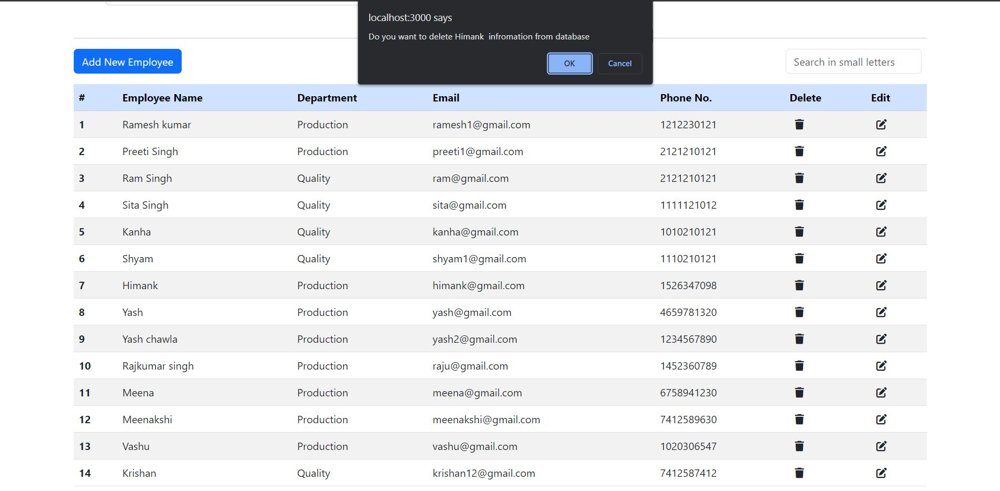 localhost:3000 says
Do you want to delete Himank  infromation from database
OK Cancel
Add New Employee Search in small letters
# Employee Name Department Email Phone No. Delete Edit
1 Ramesh kumar Production ramesh1@gmail.com 1212230121
2 Preeti Singh Production preeti1@gmail.com 2121210121
3 Ram Singh Quality ram@gmail.com 2121210121
4 Sita Singh Quality sita@gmail.com 1111121012
5 Kanha Quality kanha@gmail.com 1010210121
6 Shyam Quality shyam1@gmail.com 1110210121
7 Himank Production himank@gmail.com 1526347098
8 Yash Production yash@gmail.com 4659781320
9 Yash chawla Production yash2@gmail.com 1234567890
10 Rajkumar singh Production raju@gmail.com 1452360789
11 Meena Production meena@gmail.com 6758941230
12 Meenakshi Production meenakshi@gmail.com 7412589630
13 Vashu Production vashu@gmail.com 1020306547
14 Krishan Quality krishan12@gmail.com 7412587412